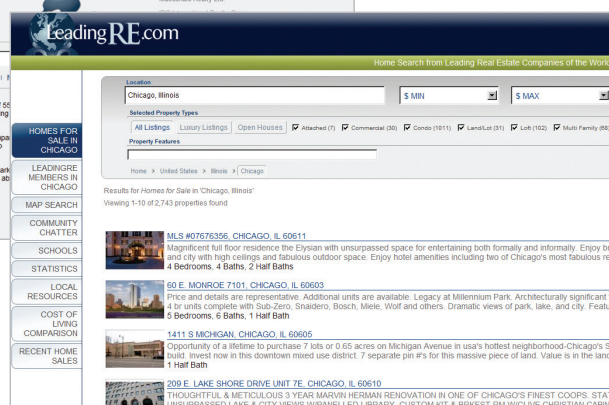 LeadingRE.com
Home Search from Leading Real Estate Companies of the World
Location
Chicago, Illinois
$ MIN
$ MAX
Selected Property Types
All Listings
Luxury Listings
Open Houses
Attached (7)
Commercial (30)
Condo (1011)
Land/Lot (31)
Loft (102)
Multi Family (68)
Property Features
Home > United States > Illinois > Chicago
Results for Homes for Sale in 'Chicago, Illinois'
Viewing 1-10 of 2,743 properties found
HOMES FOR
SALE IN
CHICAGO
LEADINGRE
MEMBERS IN
CHICAGO
MAP SEARCH
COMMUNITY
CHATTER
SCHOOLS
STATISTICS
LOCAL
RESOURCES
COST OF
LIVING
COMPARISON
RECENT HOME
SALES
MLS #07676356, CHICAGO, IL 60611
Magnificent full floor residence the Elysian with unsurpassed space for entertaining both formally and informally. Enjoy
and city with high ceilings and fabulous outdoor space. Enjoy hotel amenities including two of Chicago's most fabulous
4 Bedrooms, 4 Baths, 2 Half Baths
60 E. MONROE 7101, CHICAGO, IL 60603
Price and details are representative. Additional units are available. Legacy at Millennium Park. Architecturally significant
4 br units complete with Sub-Zero, Snaidero, Bosch, Miele, Wolf and others. Dramatic views of park, lake, and city.
5 Bedrooms, 6 Baths, 1 Half Bath
1411 S MICHIGAN, CHICAGO, IL 60605
Opportunity of a lifetime to purchase 7 lots or 0.65 acres on Michigan Avenue in usa's hottest neighborhood-Chicago's
build. Invest now in this downtown mixed use district. 7 separate pin #'s for this massive piece of land. Value is in the land
1 Half Bath
209 E. LAKE SHORE DRIVE UNIT 7E, CHICAGO, IL 60610
THOUGHTFUL & METICULOUS 3 YEAR MARVIN HERMAN RENOVATION IN ONE OF CHICAGO'S FINEST COOPS.
UNSURPASSED LAKE & CITY VIEWS W/PANELLED LIBRARY, CUSTOM KIT & BRKFST RM W/CLIVE CHRISTIAN